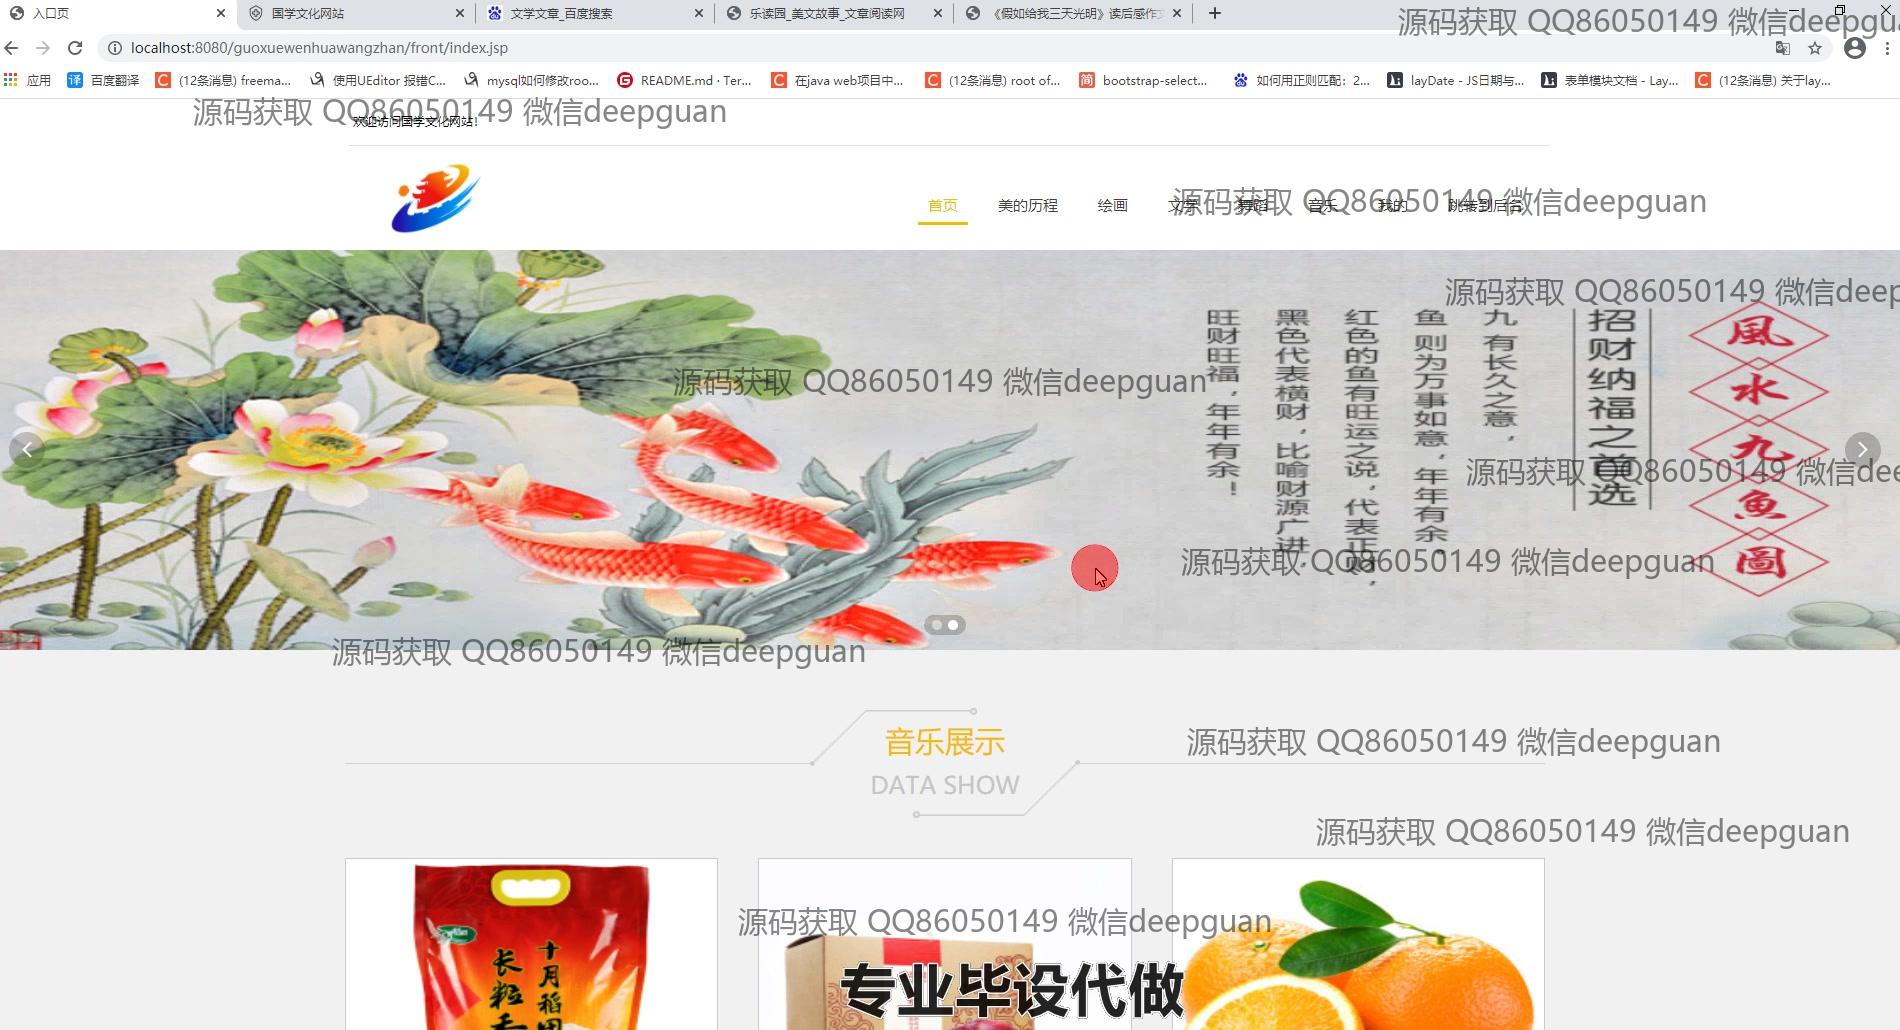 入口页
国学文化网站
文学文章_百度搜索
乐读园_美文故事_文章阅读网
《假如给我三天光明》读后感作文
localhost:8080/guoxuewenhuawangzhan/front/index.jsp
应用
百度翻译
(12条消息) freema...
使用UEditor 报错C...
mysql如何修改roo...
README.md · Ter...
在java web项目中...
(12条消息) root of...
bootstrap-select...
如何用正则匹配：2...
layDate - JS日期与...
表单模块文档 - Lay...
(12条消息) 关于lay...
源码获取 QQ86050149 微信deepgu
源码获取 QQ86050149 微信deepguan
欢迎访问国学文化网站!
首页
美的历程
绘画
文学
舞蹈
音乐
我的
跳转到后台
源码获取 QQ86050149 微信deepguan
源码获取 QQ86050149 微信deep
風水九魚圖
招财纳福之首选
九有长久之意，
鱼则为万事如意，年年有余。
红色的鱼有旺运之说，代表正财，
黑色代表横财，比喻财源广进，
旺财旺福，年年有余！
源码获取 QQ86050149 微信deepguan
源码获取 QQ86050149 微信de
源码获取 QQ86050149 微信deepguan
源码获取 QQ86050149 微信deepguan
音乐展示
DATA SHOW
源码获取 QQ86050149 微信deepguan
源码获取 QQ86050149 微信deepguan
源码获取 QQ86050149 微信deepguan
十月稻田
长粒香
专业毕设代做